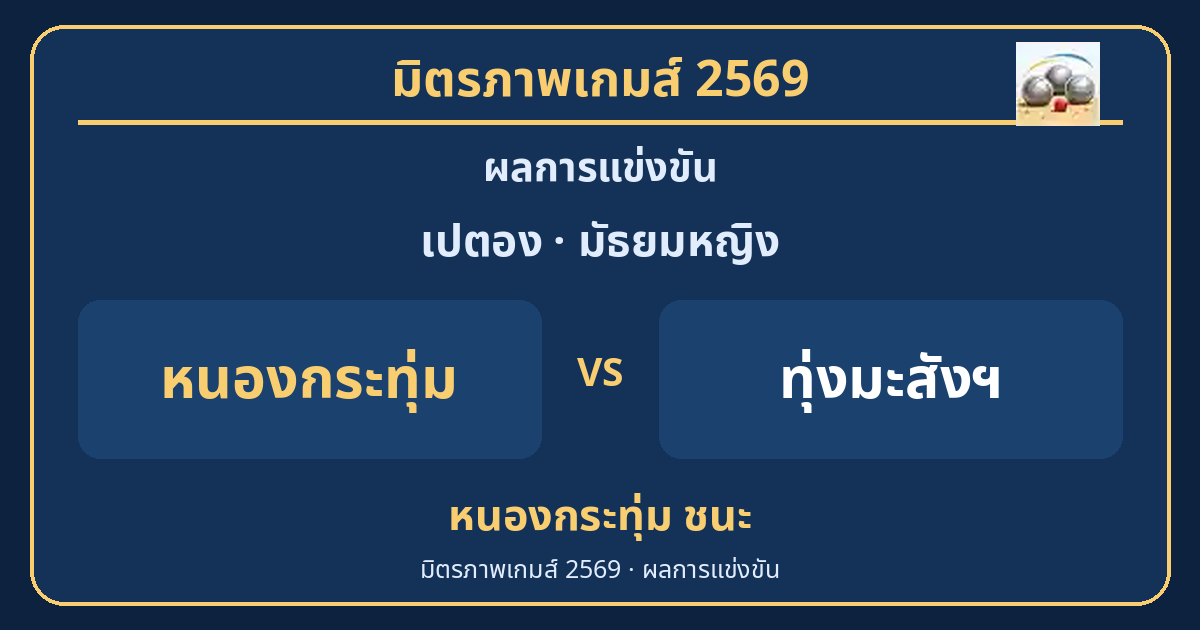 มิตรภาพเกมส์ 2569
ผลการแข่งขัน
เปตอง · มัธยมหญิง
หนองกระทุ่ม
VS
ทุ่งมะสังฯ
หนองกระทุ่ม ชนะ
มิตรภาพเกมส์ 2569 · ผลการแข่งขัน